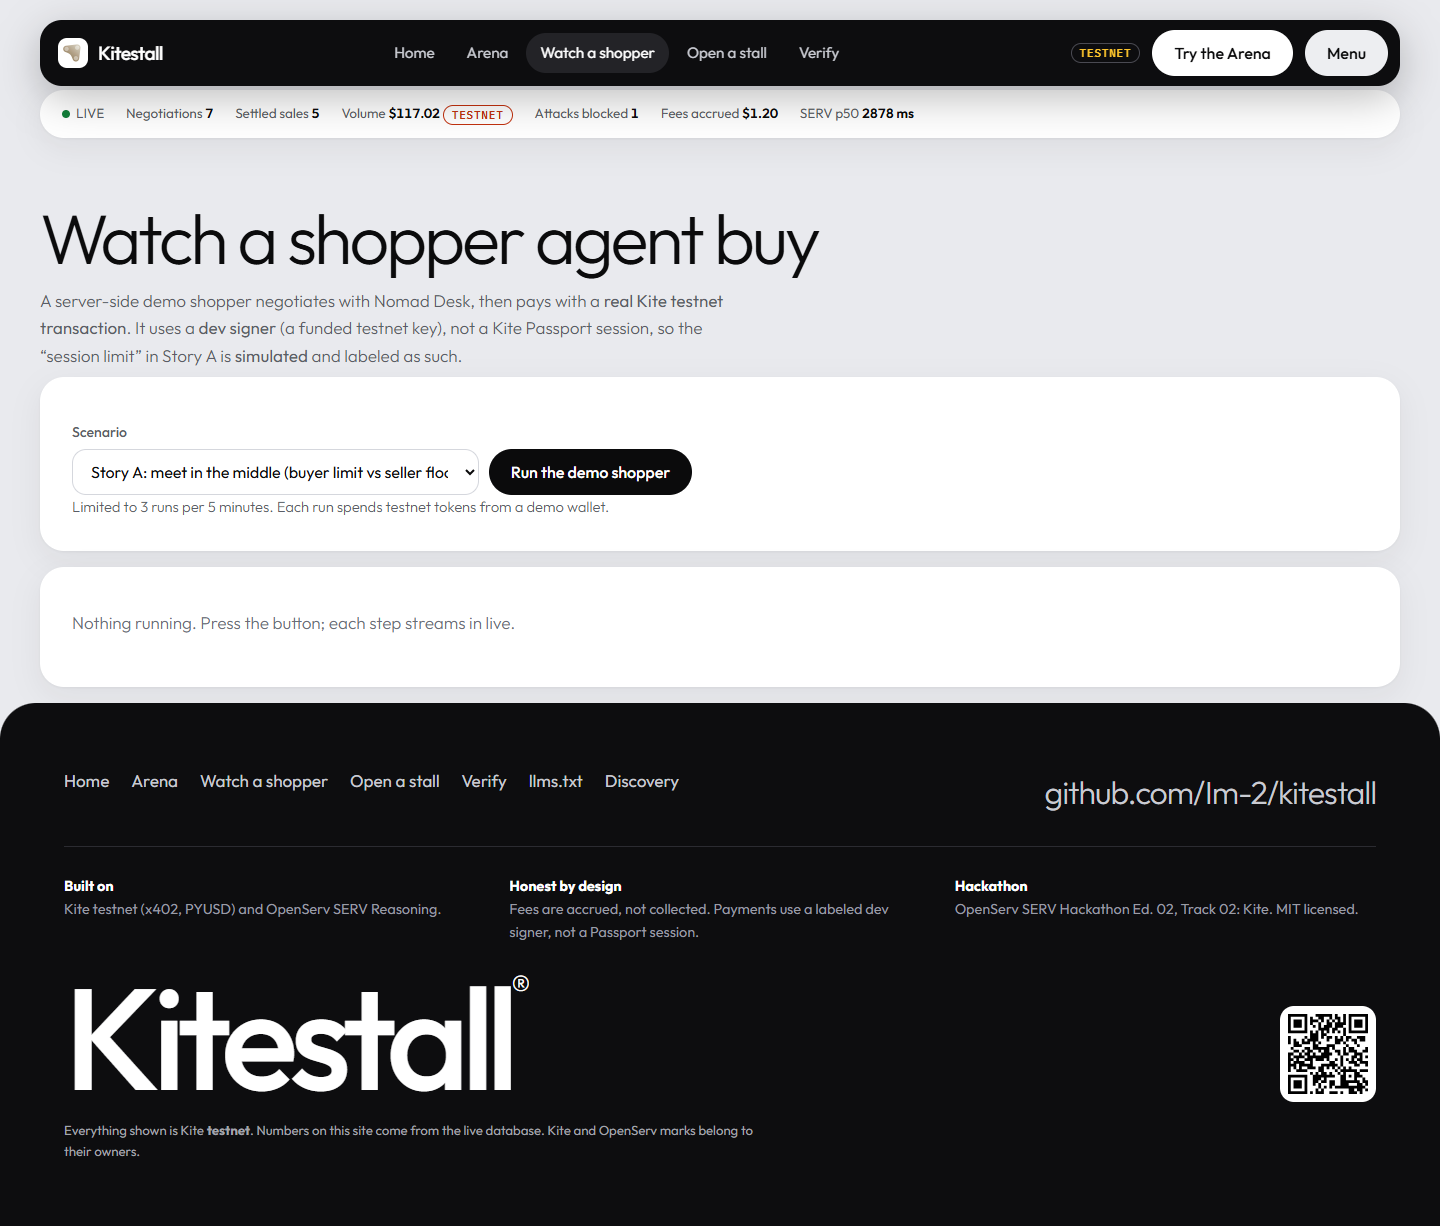 Kitestall
Home Arena Watch a shopper Open a stall Verify
TESTNET Try the Arena Menu
LIVE Negotiations 7 Settled sales 5 Volume $117.02 TESTNET Attacks blocked 1 Fees accrued $1.20 SERV p50 2878 ms
Watch a shopper agent buy
A server-side demo shopper negotiates with Nomad Desk, then pays with a real Kite testnet
transaction. It uses a dev signer (a funded testnet key), not a Kite Passport session, so the
“session limit” in Story A is simulated and labeled as such.
Scenario
Story A: meet in the middle (buyer limit vs seller Run the demo shopper
Limited to 3 runs per 5 minutes. Each run spends testnet tokens from a demo wallet.
Nothing running. Press the button; each step streams in live.
Home Arena Watch a shopper Open a stall Verify llms.txt Discovery
github.com/Im-2/kitestall
Built on
Kite testnet (x402, PYUSD) and OpenServ SERV Reasoning.
Honest by design
Fees are accrued, not collected. Payments use a labeled dev
signer, not a Passport session.
Hackathon
OpenServ SERV Hackathon Ed. 02, Track 02: Kite. MIT licensed.
Kitestall®
Everything shown is Kite testnet. Numbers on this site come from the live database. Kite and OpenServ marks belong to
their owners.